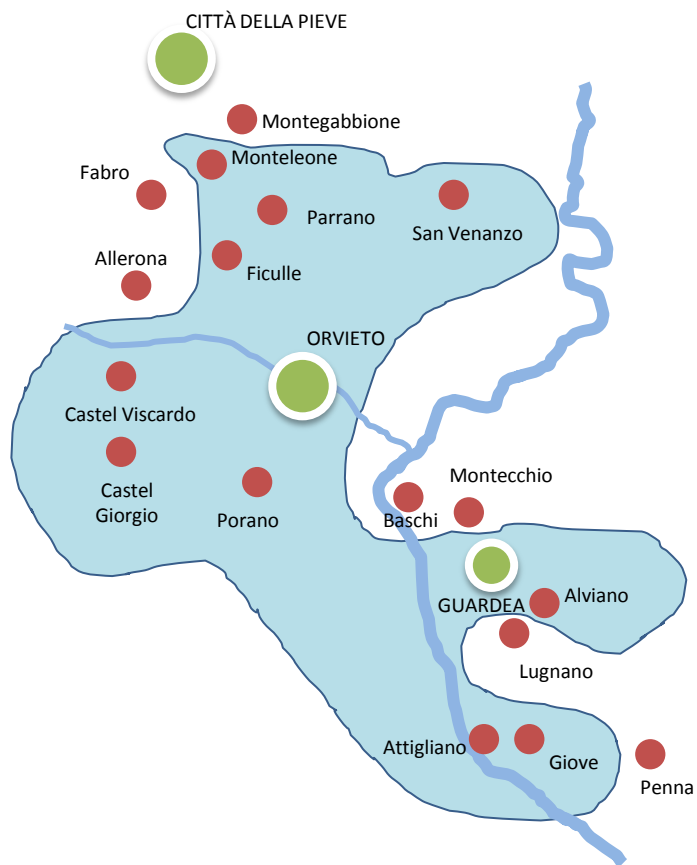 CITTÀ DELLA PIEVE
Montegabbione
Monteleone
Fabro
Parrano
San Venanzo
Allerona
Ficulle
ORVIETO
Castel Viscardo
Montecchio
Castel
Giorgio
Porano
Baschi
Alviano
GUARDEA
Lugnano
Attigliano
Giove
Penna